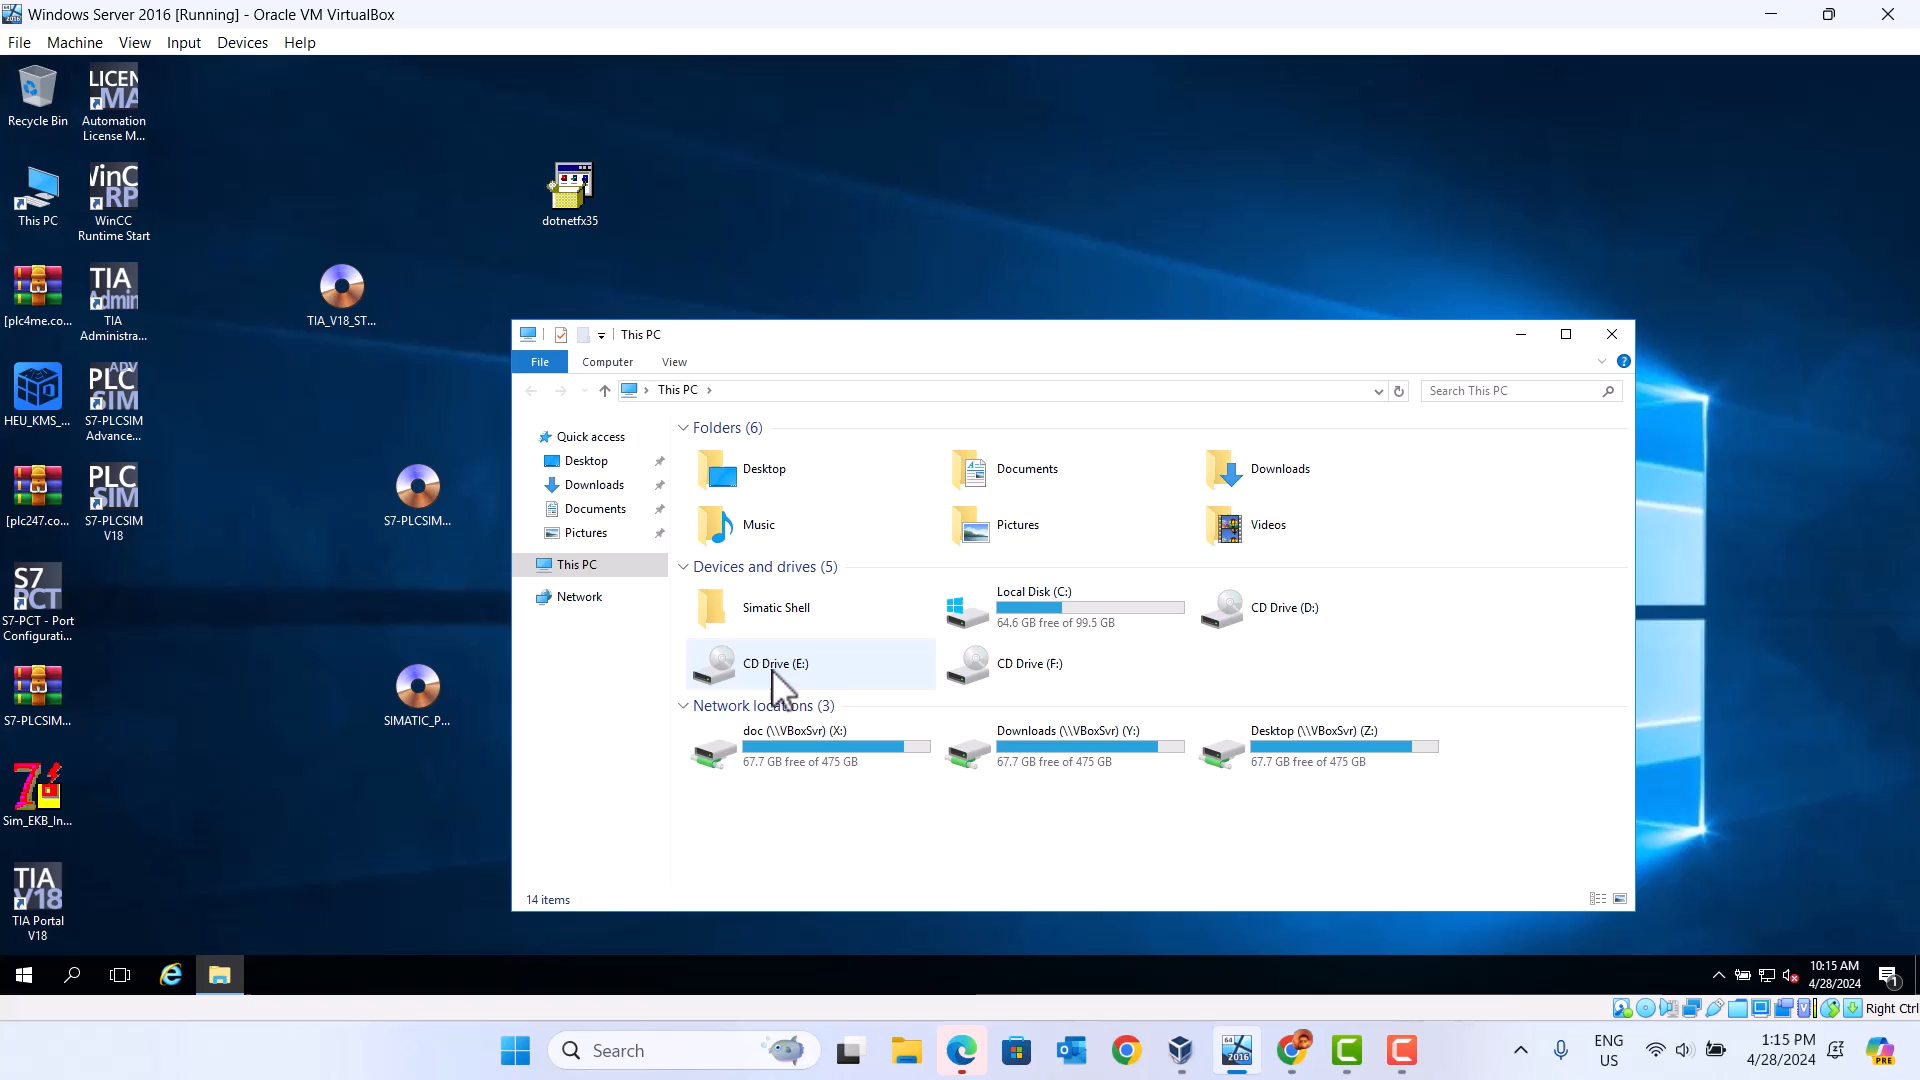 Windows Server 2016 [Running] - Oracle VM VirtualBox
File Machine View Input Devices Help
Recycle Bin
LICEN
MA
Automation
License M...
This PC
WinC
RP
WinCC
Runtime Start
dotnetfx35
[plc4me.co...
TIA
Admin
TIA
Administra...
TIA_V18_ST...
HEU_KMS_...
ADV
PLC
SIM
S7-PLCSIM
Advance...
[plc247.co...
PLC
SIM
S7-PLCSIM
V18
S7-PLCSIM...
S7
PCT
S7-PCT - Port
Configurati...
S7-PLCSIM...
SIMATIC_P...
Sim_EKB_In...
TIA
V18
TIA Portal
V18
This PC
File Computer View
This PC
Search This PC
Quick access
Desktop
Downloads
Documents
Pictures
This PC
Network
Folders (6)
Desktop
Documents
Downloads
Music
Pictures
Videos
Devices and drives (5)
Simatic Shell
Local Disk (C:)
64.6 GB free of 99.5 GB
CD Drive (D:)
CD Drive (E:)
CD Drive (F:)
Network locations (3)
doc (\\VBoxSvr) (X:)
67.7 GB free of 475 GB
Downloads (\\VBoxSvr) (Y:)
67.7 GB free of 475 GB
Desktop (\\VBoxSvr) (Z:)
67.7 GB free of 475 GB
14 items
10:15 AM
4/28/2024
1
Right Ctrl
Search
64
2016
ENG
US
1:15 PM
4/28/2024
PRE